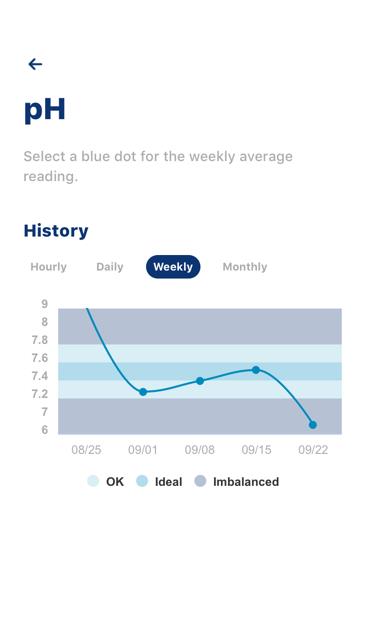 pH
Select a blue dot for the weekly average
reading.
History
Hourly Daily Weekly Monthly
9
8
7.8
7.6
7.4
7.2
7
6
08/25 09/01 09/08 09/15 09/22
OK Ideal Imbalanced